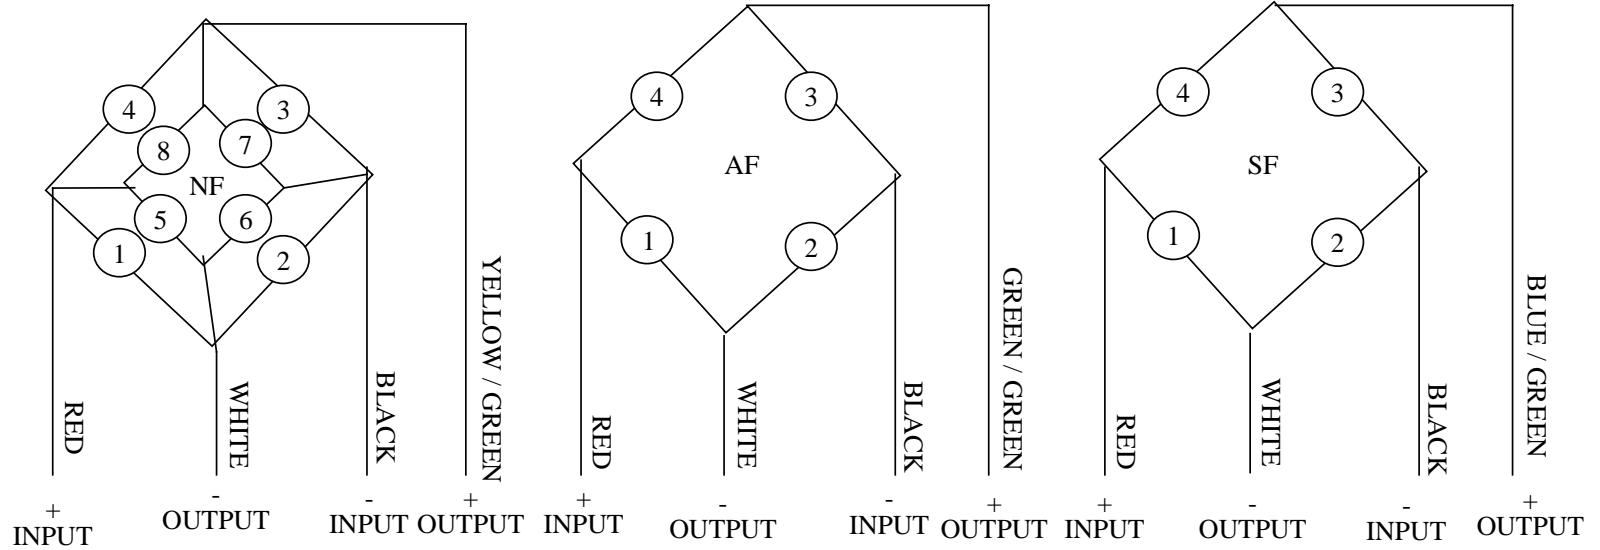 4
3
8
7
NF
5
6
1
2
RED
WHITE
BLACK
YELLOW / GREEN
+
INPUT
-
OUTPUT
-
INPUT
+
OUTPUT
4
3
AF
1
2
RED
WHITE
BLACK
GREEN / GREEN
+
INPUT
-
OUTPUT
-
INPUT
+
OUTPUT
4
3
SF
1
2
RED
WHITE
BLACK
BLUE / GREEN
+
INPUT
-
OUTPUT
-
INPUT
+
OUTPUT